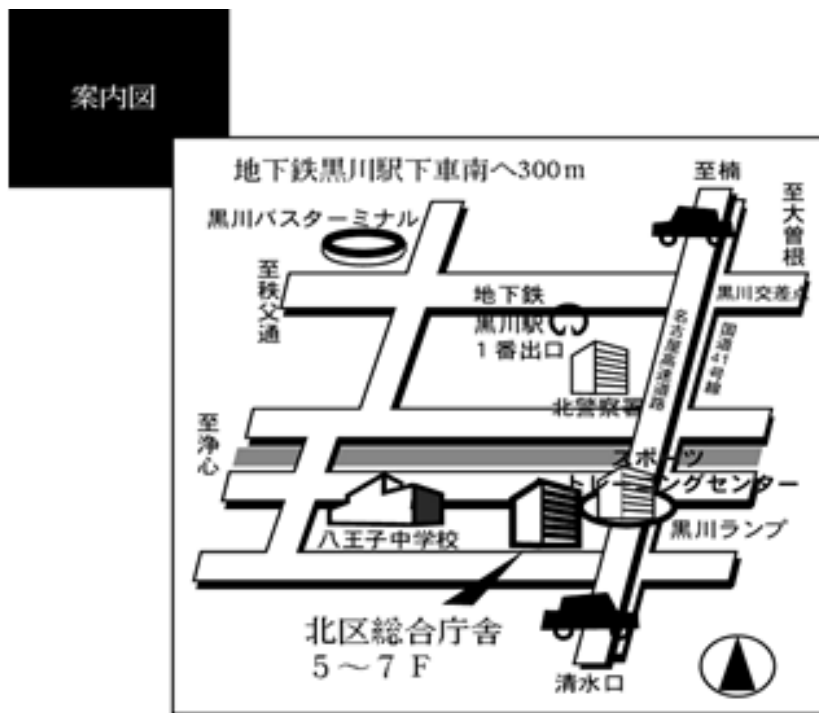 案内図
地下鉄黒川駅下車南へ300m
至楠
至大曽根
黒川バスターミナル
至秩父通
地下鉄
黒川駅
1番出口
黒川交差点
名古屋高速道路
国道41号線
北警察署
至浄心
スポーツ
トレーニングセンター
八王子中学校
黒川ランプ
北区総合庁舎
5～7F
清水口